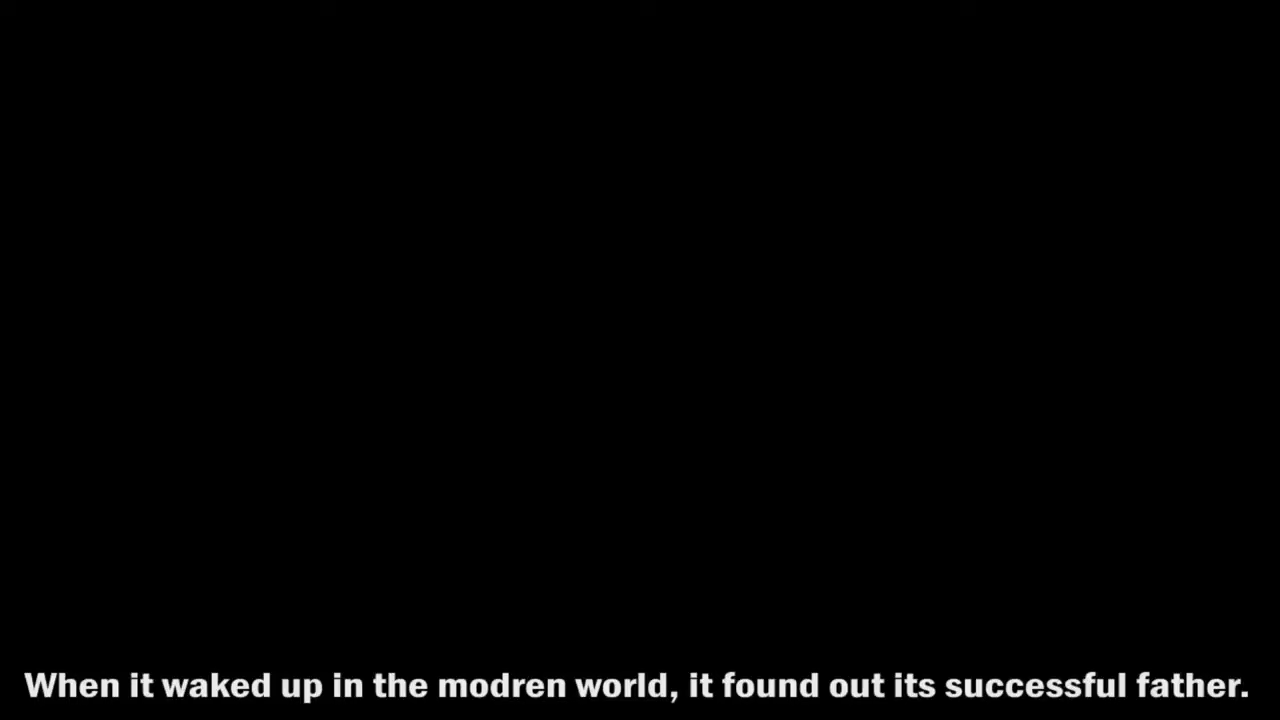 When it waked up in the modren world, it found out its successful father.